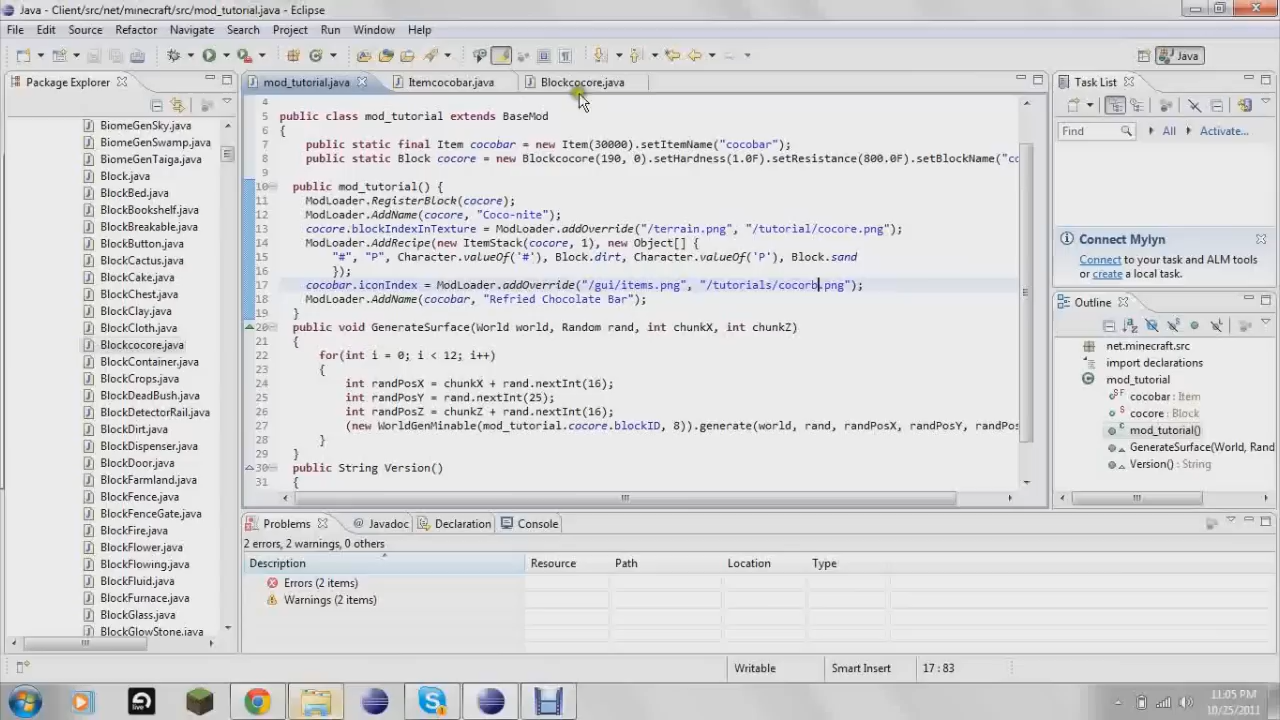 Java - Client/src/net/minecraft/src/mod_tutorial.java - Eclipse
File Edit Source Refactor Navigate Search Project Run Window Help
Java
Package Explorer
mod_tutorial.java Itemcocobar.java Blockcocore.java
Task List
Find All Activate...
BiomeGenSky.java
BiomeGenSwamp.java
BiomeGenTaiga.java
Block.java
BlockBed.java
BlockBookshelf.java
BlockBreakable.java
BlockButton.java
BlockCactus.java
BlockCake.java
BlockChest.java
BlockClay.java
BlockCloth.java
Blockcocore.java
BlockContainer.java
BlockCrops.java
BlockDeadBush.java
BlockDetectorRail.java
BlockDirt.java
BlockDispenser.java
BlockDoor.java
BlockFarmland.java
BlockFence.java
BlockFenceGate.java
BlockFire.java
BlockFlower.java
BlockFlowing.java
BlockFluid.java
BlockFurnace.java
BlockGlass.java
BlockGlowStone.java
4
5 public class mod_tutorial extends BaseMod
6 {
7 public static final Item cocobar = new Item(30000).setItemName("cocobar");
8 public static Block cocore = new Blockcocore(190, 0).setHardness(1.0F).setResistance(800.0F).setBlockName("co
9
10 public mod_tutorial() {
11 ModLoader.RegisterBlock(cocore);
12 ModLoader.AddName(cocore, "Coco-nite");
13 cocore.blockIndexInTexture = ModLoader.addOverride("/terrain.png", "/tutorial/cocore.png");
14 ModLoader.AddRecipe(new ItemStack(cocore, 1), new Object[] {
15 "#", "P", Character.valueOf('#'), Block.dirt, Character.valueOf('P'), Block.sand
16 });
17 cocobar.iconIndex = ModLoader.addOverride("/gui/items.png", "/tutorials/cocorb.png");
18 ModLoader.AddName(cocobar, "Refried Chocolate Bar");
19 }
20 public void GenerateSurface(World world, Random rand, int chunkX, int chunkZ)
21 {
22 for(int i = 0; i < 12; i++)
23 {
24 int randPosX = chunkX + rand.nextInt(16);
25 int randPosY = rand.nextInt(25);
26 int randPosZ = chunkZ + rand.nextInt(16);
27 (new WorldGenMinable(mod_tutorial.cocore.blockID, 8)).generate(world, rand, randPosX, randPosY, randPos
28 }
29 }
30 public String Version()
31 {
Connect Mylyn
Connect to your task and ALM tools
or create a local task.
Outline
net.minecraft.src
import declarations
mod_tutorial
cocobar : Item
cocore : Block
mod_tutorial()
GenerateSurface(World, Rand
Version() : String
Problems @ Javadoc Declaration Console
2 errors, 2 warnings, 0 others
Description Resource Path Location Type
Errors (2 items)
Warnings (2 items)
Writable Smart Insert 17 : 83
11:05 PM
10/25/2011